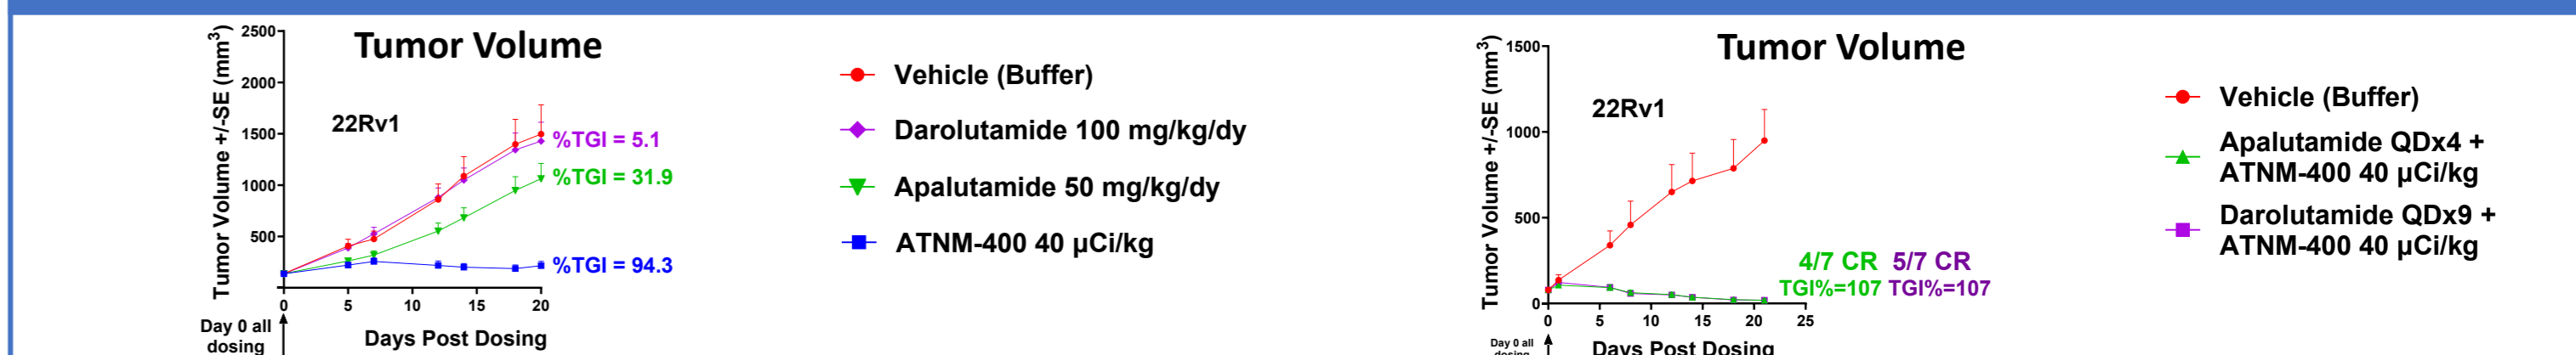 Tumor Volume
Tumor Volume +/-SE (mm³)
2500
2000
1500
1000
500
22Rv1
%TGI = 5.1
%TGI = 31.9
%TGI = 94.3
0 5 10 15 20
Day 0 all
dosing
Days Post Dosing
Vehicle (Buffer)
Darolutamide 100 mg/kg/dy
Apalutamide 50 mg/kg/dy
ATNM-400 40 µCi/kg
Tumor Volume
Tumor Volume +/-SE (mm³)
1500
1000
500
0
22Rv1
4/7 CR 5/7 CR
TGI%=107 TGI%=107
0 5 10 15 20 25
Day 0 all
dosing
Days Post Dosing
Vehicle (Buffer)
Apalutamide QDx4 +
ATNM-400 40 µCi/kg
Darolutamide QDx9 +
ATNM-400 40 µCi/kg